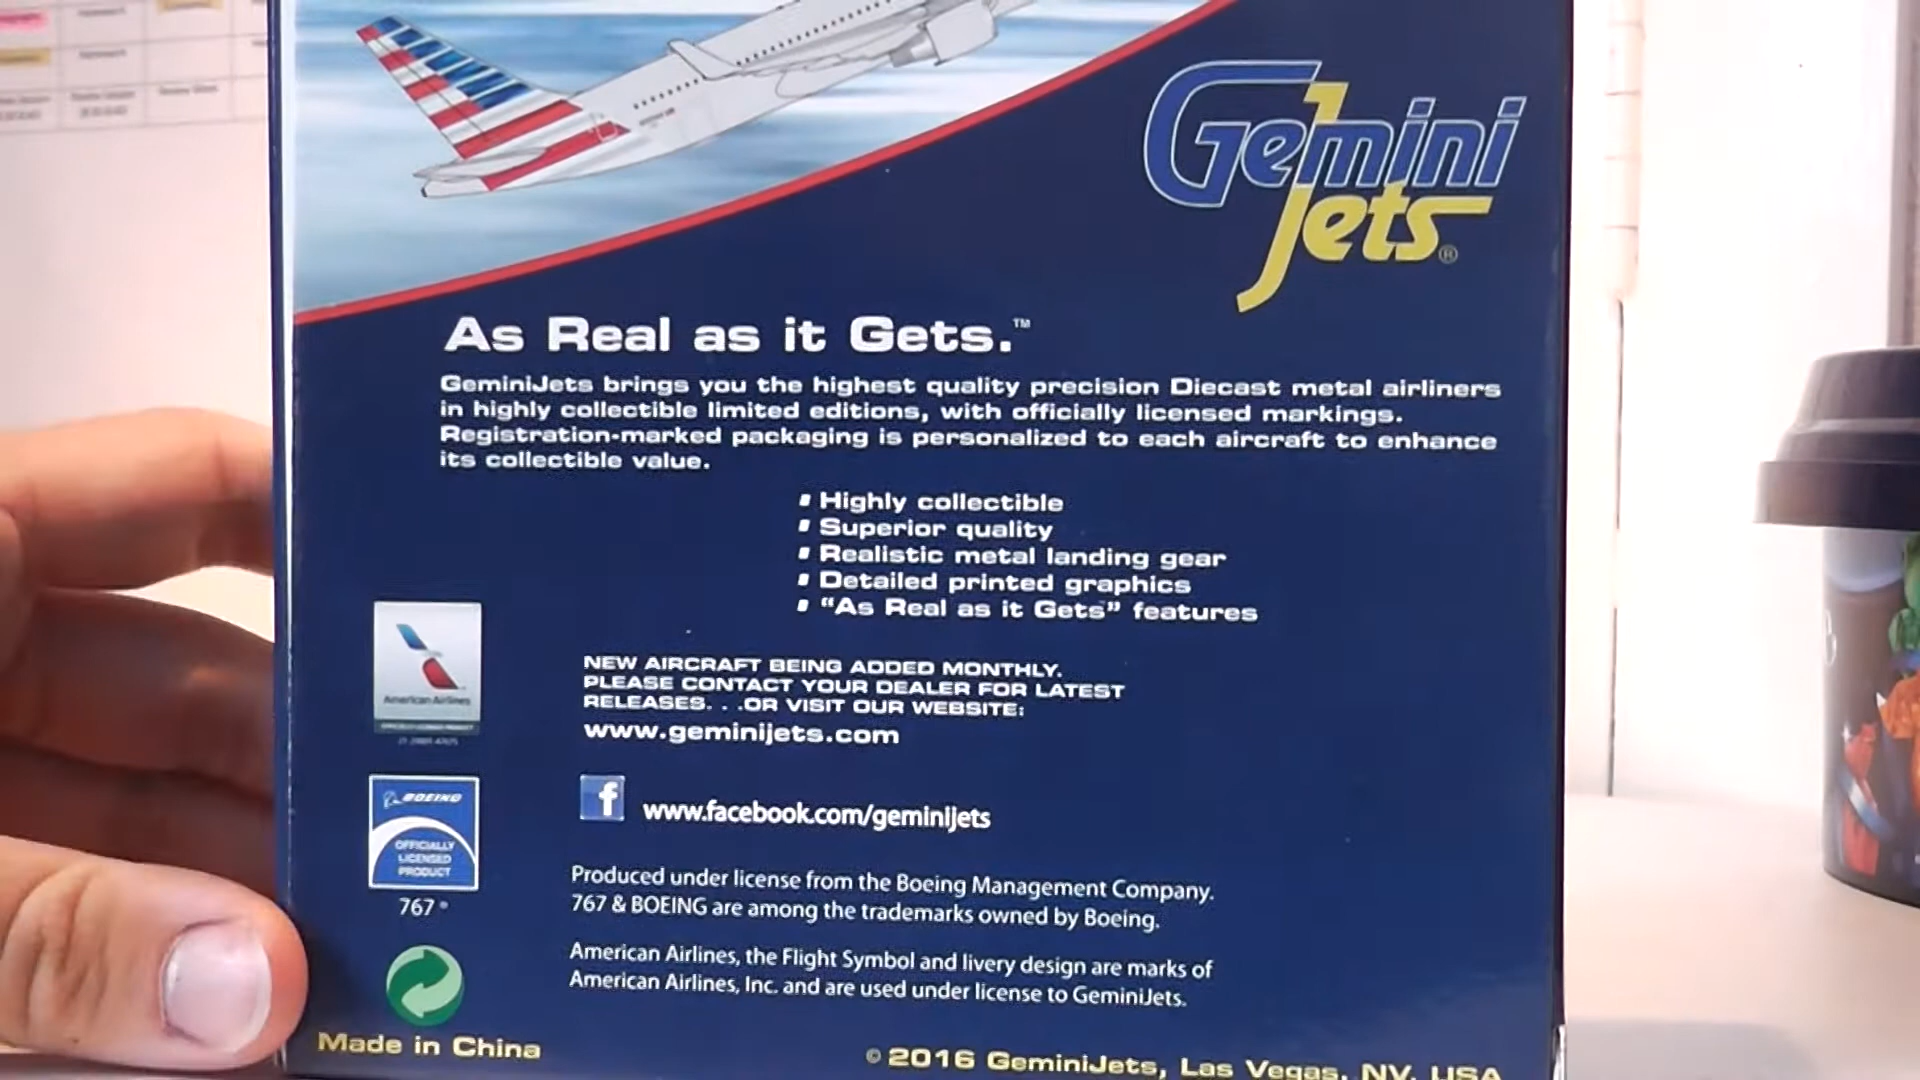 Gemini
Jets®
As Real as it Gets.™
GeminiJets brings you the highest quality precision Diecast metal airliners
in highly collectible limited editions, with officially licensed markings.
Registration-marked packaging is personalized to each aircraft to enhance
its collectible value.
Highly collectible
Superior quality
Realistic metal landing gear
Detailed printed graphics
“As Real as it Gets” features
American Airlines
NEW AIRCRAFT BEING ADDED MONTHLY.
PLEASE CONTACT YOUR DEALER FOR LATEST
RELEASES. . .OR VISIT OUR WEBSITE:
www.geminijets.com
BOEING
OFFICIALLY
LICENSED
PRODUCT
767®
f www.facebook.com/geminijets
Produced under license from the Boeing Management Company.
767 & BOEING are among the trademarks owned by Boeing.
American Airlines, the Flight Symbol and livery design are marks of
American Airlines, Inc. and are used under license to GeminiJets.
Made in China
© 2016 GeminiJets, Las Vegas, NV, USA